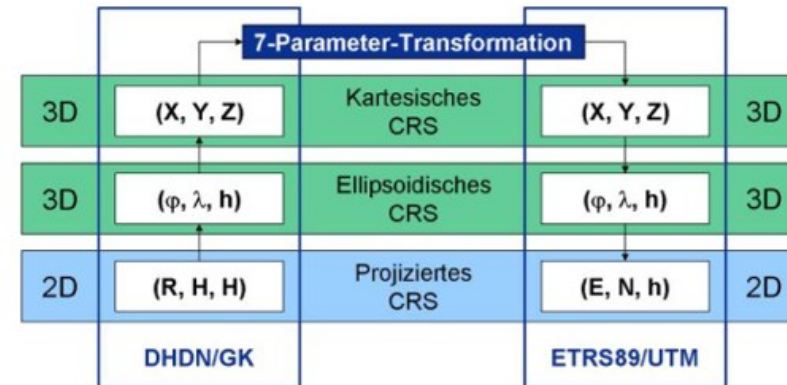 7-Parameter-Transformation
3D
(X, Y, Z)
Kartesisches
CRS
(X, Y, Z)
3D
3D
(φ, λ, h)
Ellipsoidisches
CRS
(φ, λ, h)
3D
2D
(R, H, H)
Projiziertes
CRS
(E, N, h)
2D
DHDN/GK
ETRS89/UTM